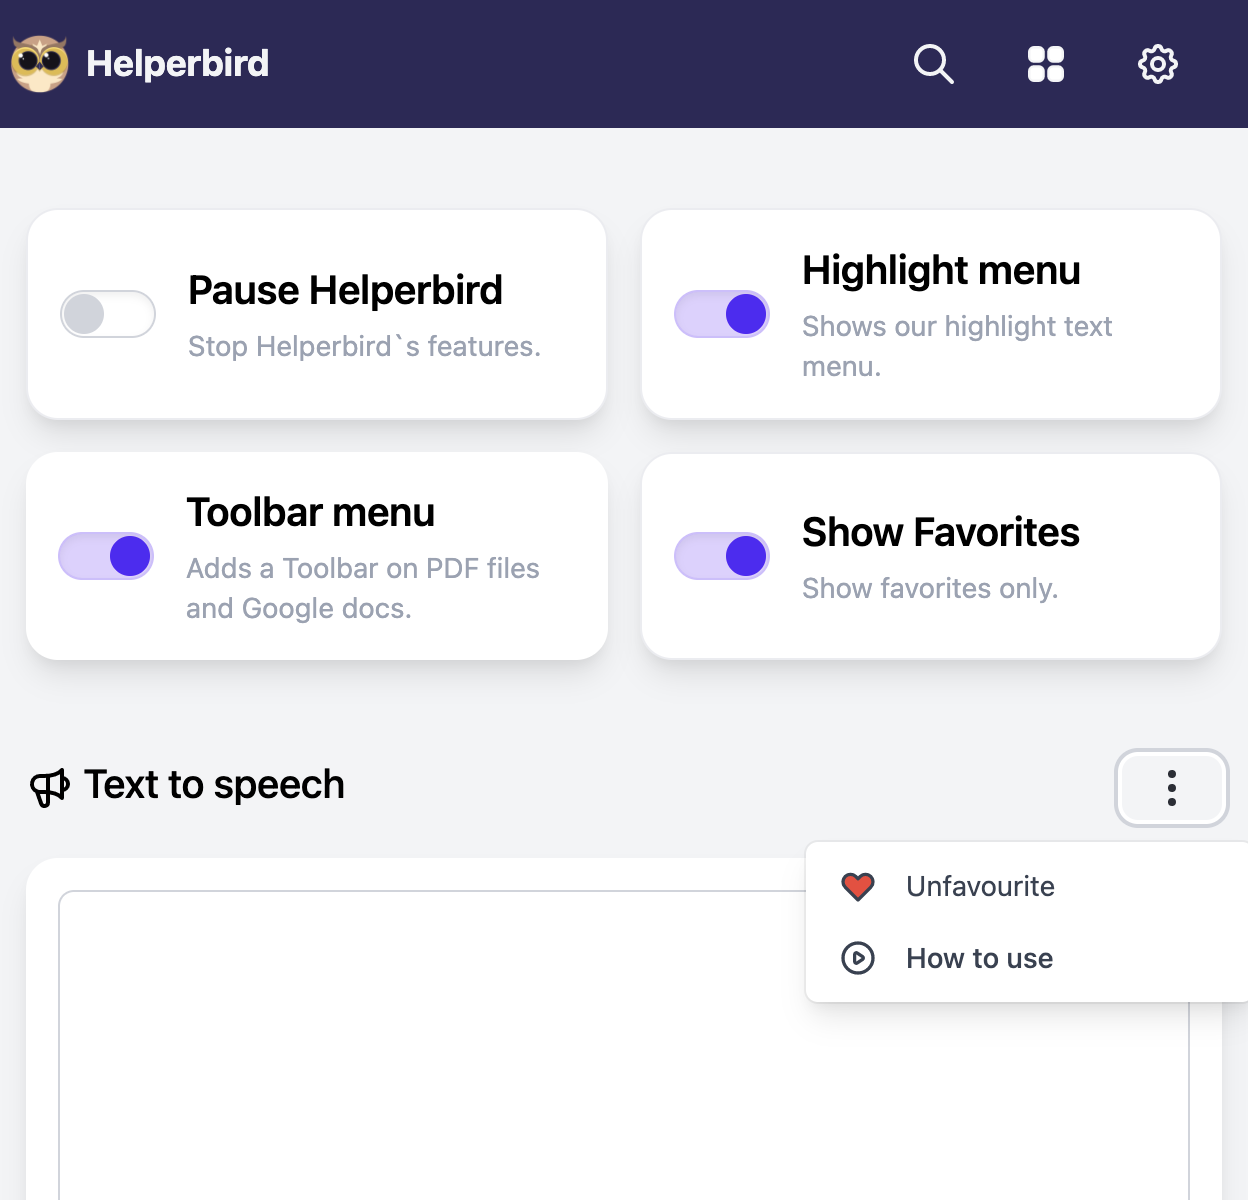 Helperbird
Pause Helperbird
Stop Helperbird`s features.
Highlight menu
Shows our highlight text
menu.
Toolbar menu
Adds a Toolbar on PDF files
and Google docs.
Show Favorites
Show favorites only.
Text to speech
Unfavourite
How to use